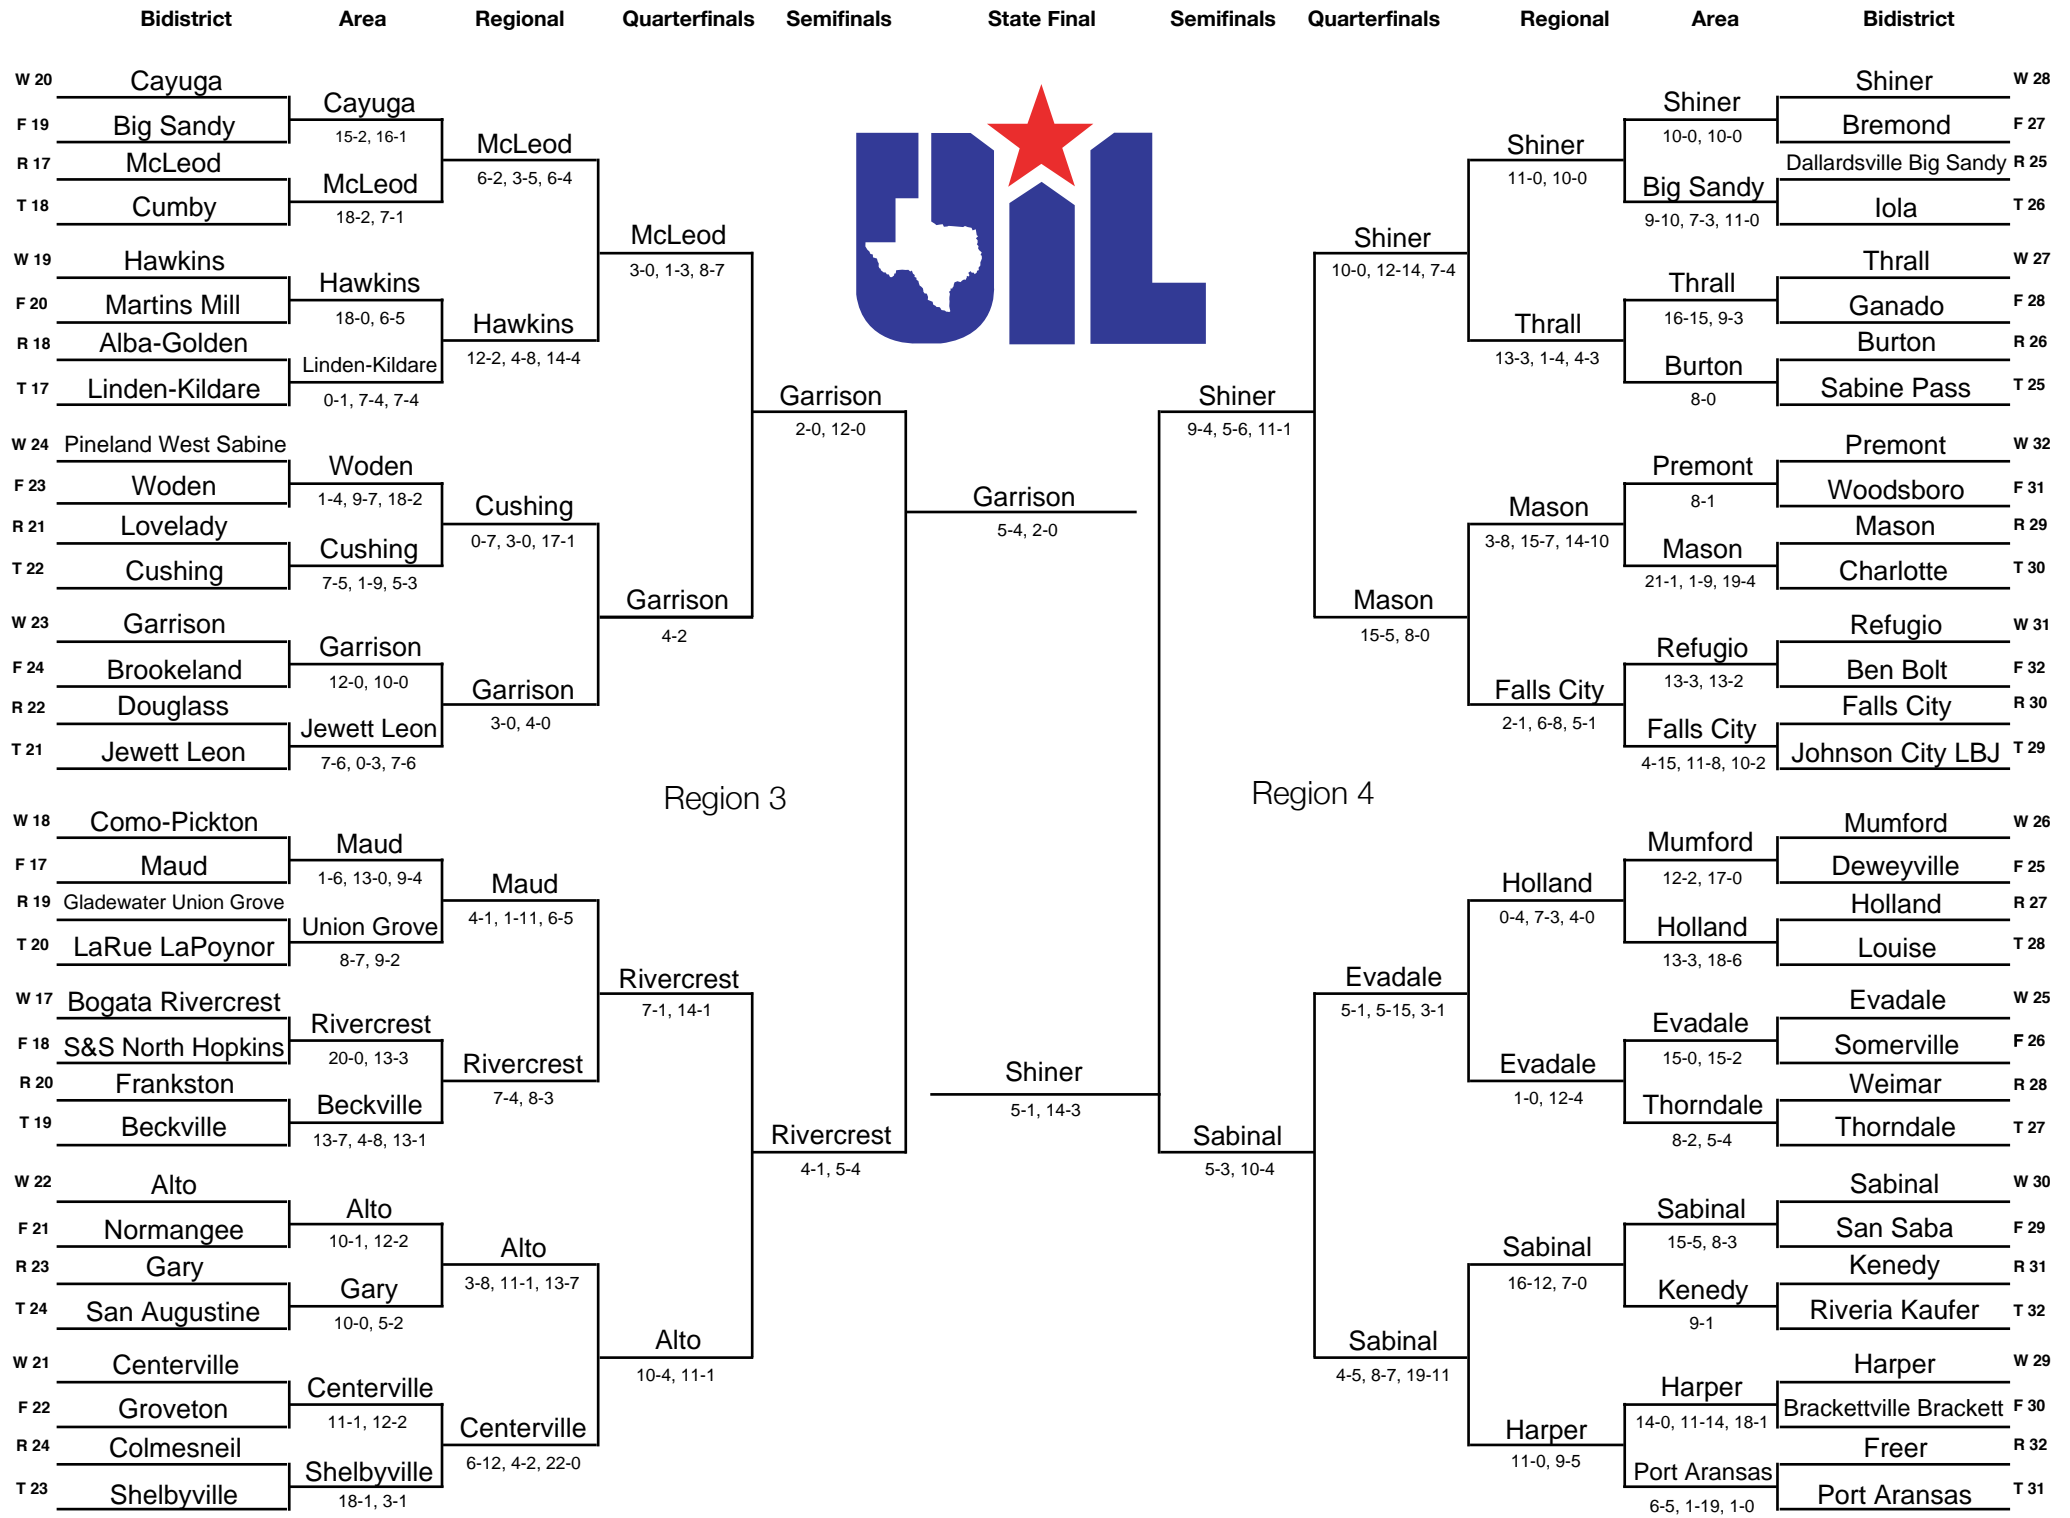 Bidistrict Area Regional Quarterfinals Semifinals State Final Semifinals Quarterfinals Regional Area Bidistrict
W 20 Cayuga
F 19 Big Sandy
R 17 McLeod
T 18 Cumby
W 19 Hawkins
F 20 Martins Mill
R 18 Alba-Golden
T 17 Linden-Kildare
W 24 Pineland West Sabine
F 23 Woden
R 21 Lovelady
T 22 Cushing
W 23 Garrison
F 24 Brookeland
R 22 Douglass
T 21 Jewett Leon
W 18 Como-Pickton
F 17 Maud
R 19 Gladewater Union Grove
T 20 LaRue LaPoynor
W 17 Bogata Rivercrest
F 18 S&S North Hopkins
R 20 Frankston
T 19 Beckville
W 22 Alto
F 21 Normangee
R 23 Gary
T 24 San Augustine
W 21 Centerville
F 22 Groveton
R 24 Colmesneil
T 23 Shelbyville
Cayuga
15-2, 16-1
McLeod
18-2, 7-1
Hawkins
18-0, 6-5
Linden-Kildare
0-1, 7-4, 7-4
Woden
1-4, 9-7, 18-2
Cushing
7-5, 1-9, 5-3
Garrison
12-0, 10-0
Jewett Leon
7-6, 0-3, 7-6
Maud
1-6, 13-0, 9-4
Union Grove
8-7, 9-2
Rivercrest
20-0, 13-3
Beckville
13-7, 4-8, 13-1
Alto
10-1, 12-2
Gary
10-0, 5-2
Centerville
11-1, 12-2
Shelbyville
18-1, 3-1
McLeod
6-2, 3-5, 6-4
Hawkins
12-2, 4-8, 14-4
Cushing
0-7, 3-0, 17-1
Garrison
3-0, 4-0
Maud
4-1, 1-11, 6-5
Rivercrest
7-4, 8-3
Alto
3-8, 11-1, 13-7
Centerville
6-12, 4-2, 22-0
McLeod
3-0, 1-3, 8-7
Garrison
4-2
Region 3
Rivercrest
7-1, 14-1
Alto
10-4, 11-1
Garrison
2-0, 12-0
Rivercrest
4-1, 5-4
UIL
Garrison
5-4, 2-0
Shiner
5-1, 14-3
Shiner
9-4, 5-6, 11-1
Sabinal
5-3, 10-4
Shiner
10-0, 12-14, 7-4
Mason
15-5, 8-0
Region 4
Evadale
5-1, 5-15, 3-1
Sabinal
4-5, 8-7, 19-11
Shiner
11-0, 10-0
Thrall
13-3, 1-4, 4-3
Mason
3-8, 15-7, 14-10
Falls City
2-1, 6-8, 5-1
Holland
0-4, 7-3, 4-0
Evadale
1-0, 12-4
Sabinal
16-12, 7-0
Harper
11-0, 9-5
Shiner
10-0, 10-0
Big Sandy
9-10, 7-3, 11-0
Thrall
16-15, 9-3
Burton
8-0
Premont
8-1
Mason
21-1, 1-9, 19-4
Refugio
13-3, 13-2
Falls City
4-15, 11-8, 10-2
Mumford
12-2, 17-0
Holland
13-3, 18-6
Evadale
15-0, 15-2
Thorndale
8-2, 5-4
Sabinal
15-5, 8-3
Kenedy
9-1
Harper
14-0, 11-14, 18-1
Port Aransas
6-5, 1-19, 1-0
Shiner W 28
Bremond F 27
Dallardsville Big Sandy R 25
Iola T 26
Thrall W 27
Ganado F 28
Burton R 26
Sabine Pass T 25
Premont W 32
Woodsboro F 31
Mason R 29
Charlotte T 30
Refugio W 31
Ben Bolt F 32
Falls City R 30
Johnson City LBJ T 29
Mumford W 26
Deweyville F 25
Holland R 27
Louise T 28
Evadale W 25
Somerville F 26
Weimar R 28
Thorndale T 27
Sabinal W 30
San Saba F 29
Kenedy R 31
Riveria Kaufer T 32
Harper W 29
Brackettville Brackett F 30
Freer R 32
Port Aransas T 31